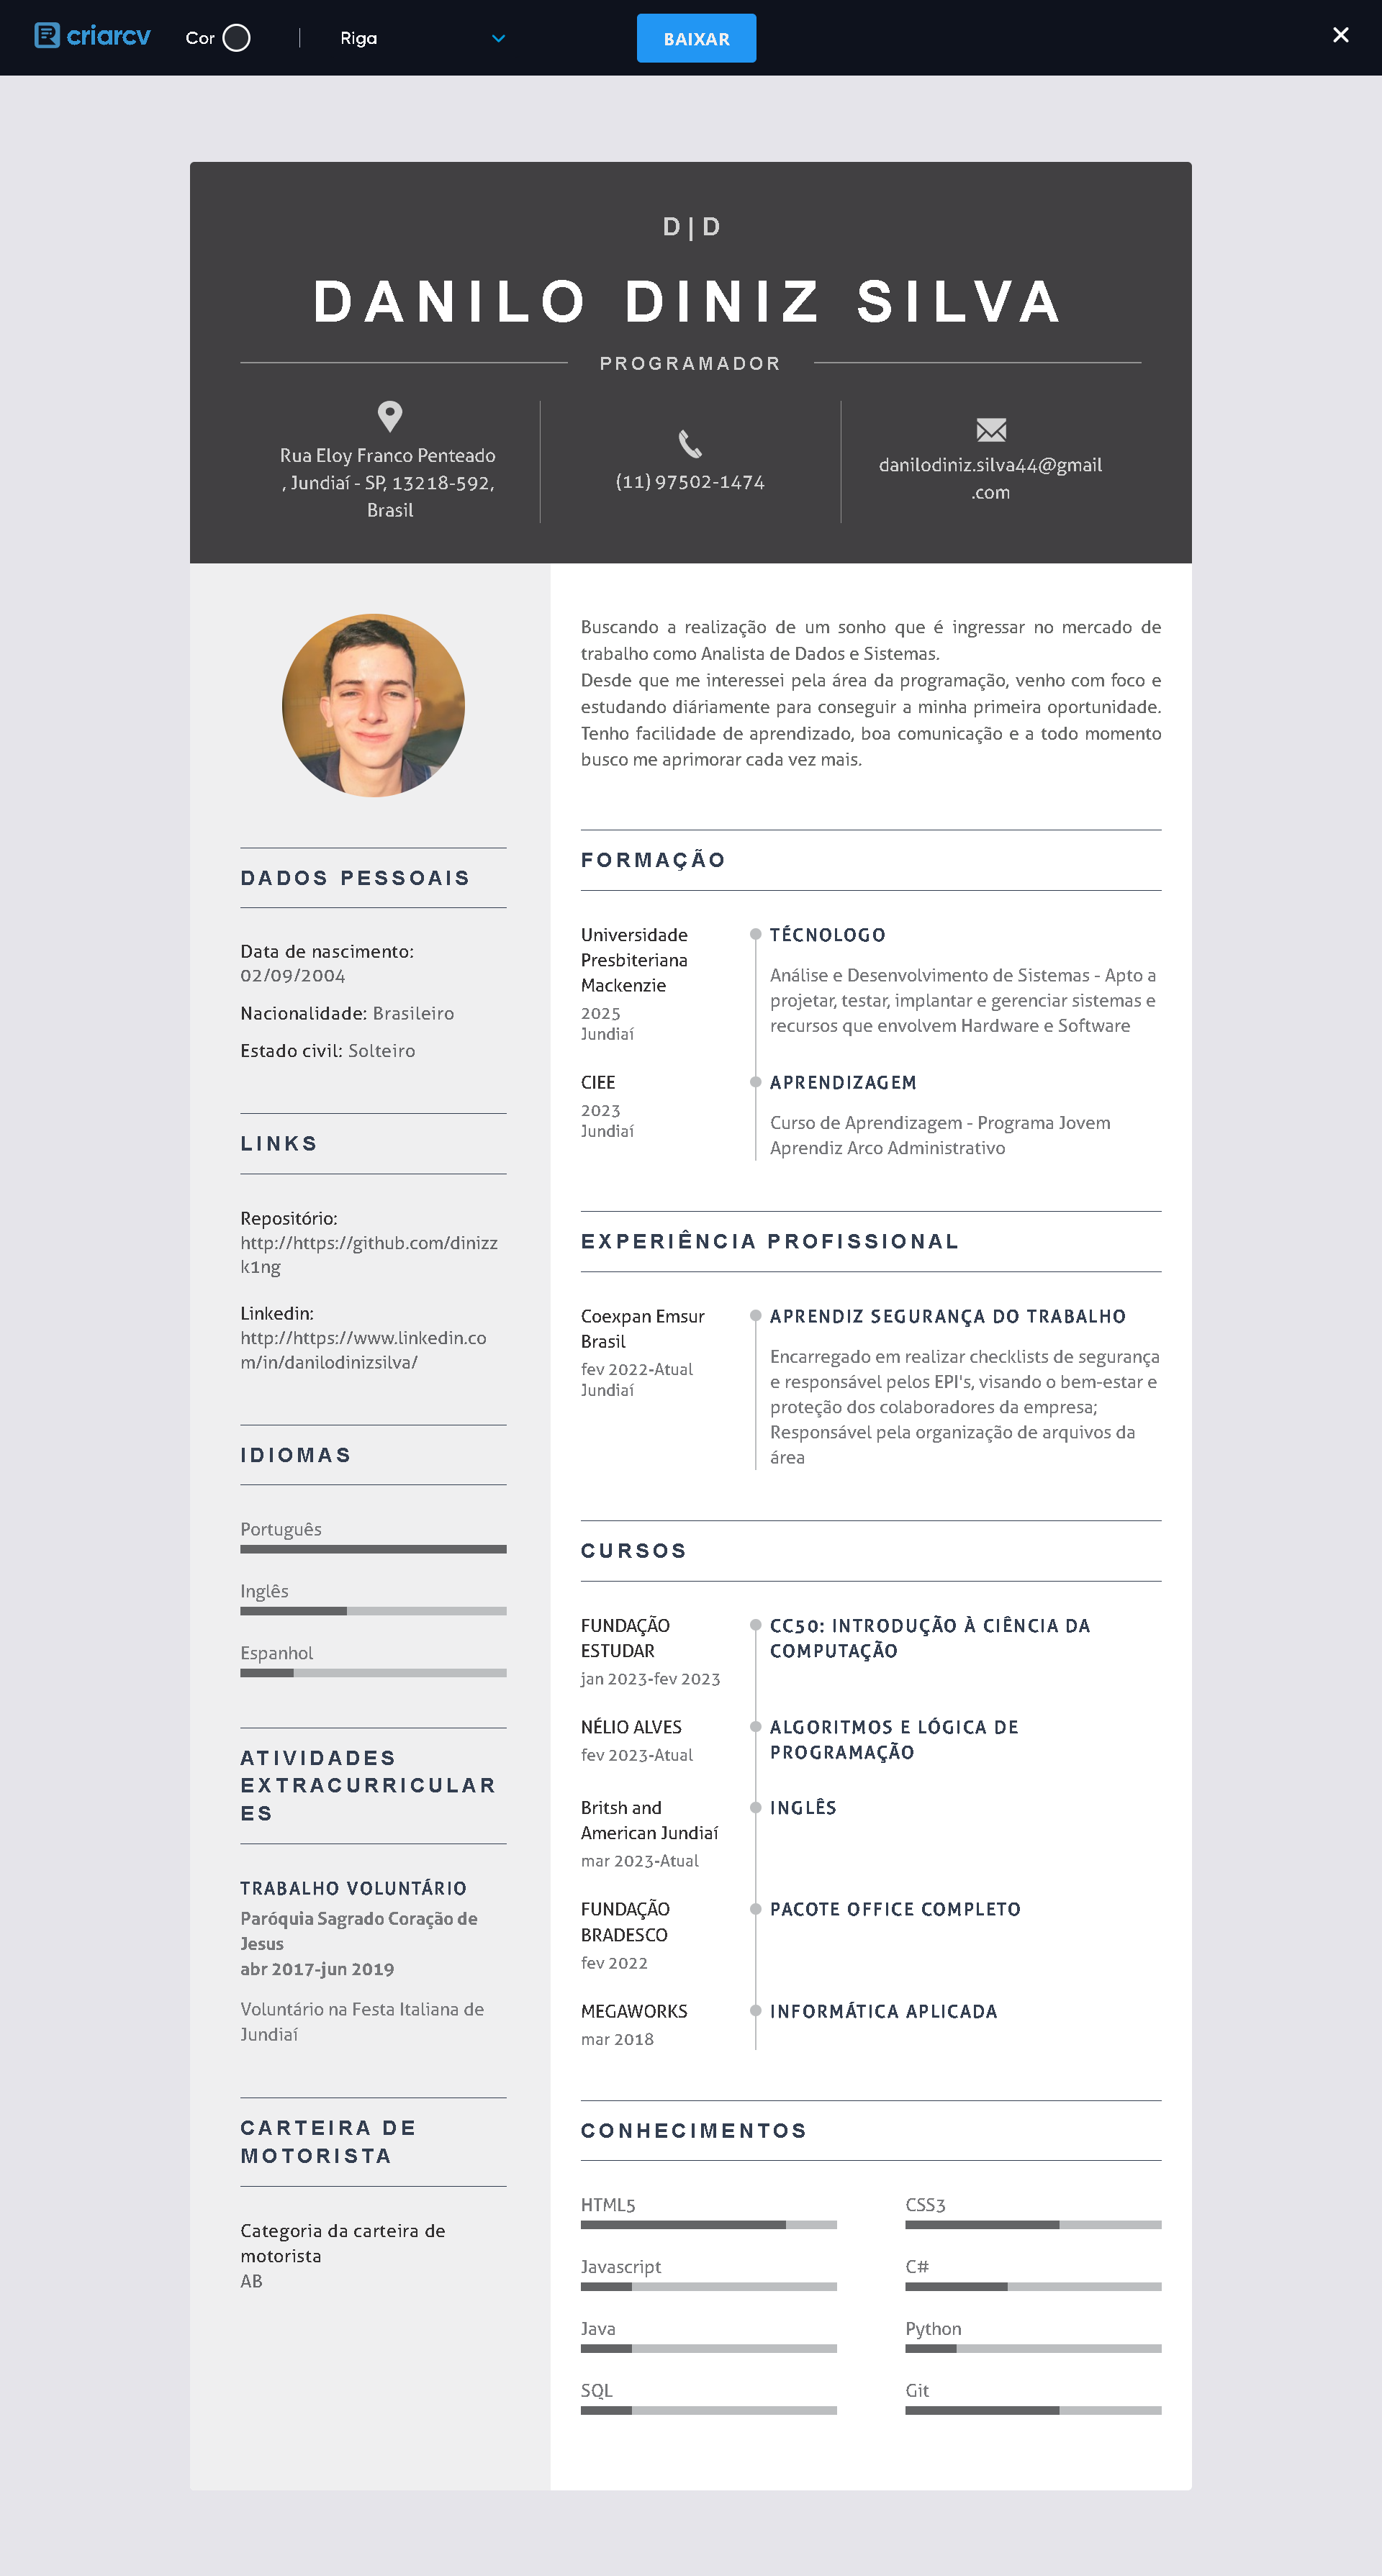 criarcv
Cor
Riga
BAIXAR
D|D
DANILO DINIZ SILVA
PROGRAMADOR
Rua Eloy Franco Penteado
, Jundiaí - SP, 13218-592,
Brasil
(11) 97502-1474
danilodiniz.silva44@gmail
.com
DADOS PESSOAIS
Data de nascimento:
02/09/2004
Nacionalidade: Brasileiro
Estado civil: Solteiro
LINKS
Repositório:
http://https://github.com/dinizz
k1ng
Linkedin:
http://https://www.linkedin.co
m/in/danilodinizsilva/
IDIOMAS
Português
Inglês
Espanhol
ATIVIDADES
EXTRACURRICULAR
ES
TRABALHO VOLUNTÁRIO
Paróquia Sagrado Coração de
Jesus
abr 2017-jun 2019
Voluntário na Festa Italiana de
Jundiaí
CARTEIRA DE
MOTORISTA
Categoria da carteira de
motorista
AB
Buscando a realização de um sonho que é ingressar no mercado de
trabalho como Analista de Dados e Sistemas.
Desde que me interessei pela área da programação, venho com foco e
estudando diáriamente para conseguir a minha primeira oportunidade.
Tenho facilidade de aprendizado, boa comunicação e a todo momento
busco me aprimorar cada vez mais.
FORMAÇÃO
Universidade
Presbiteriana
Mackenzie
2025
Jundiaí
TÉCNOLOGO
Análise e Desenvolvimento de Sistemas - Apto a
projetar, testar, implantar e gerenciar sistemas e
recursos que envolvem Hardware e Software
CIEE
2023
Jundiaí
APRENDIZAGEM
Curso de Aprendizagem - Programa Jovem
Aprendiz Arco Administrativo
EXPERIÊNCIA PROFISSIONAL
Coexpan Emsur
Brasil
fev 2022-Atual
Jundiaí
APRENDIZ SEGURANÇA DO TRABALHO
Encarregado em realizar checklists de segurança
e responsável pelos EPI's, visando o bem-estar e
proteção dos colaboradores da empresa;
Responsável pela organização de arquivos da
área
CURSOS
FUNDAÇÃO
ESTUDAR
jan 2023-fev 2023
CC50: INTRODUÇÃO À CIÊNCIA DA
COMPUTAÇÃO
NÉLIO ALVES
fev 2023-Atual
ALGORITMOS E LÓGICA DE
PROGRAMAÇÃO
Britsh and
American Jundiaí
mar 2023-Atual
INGLÊS
FUNDAÇÃO
BRADESCO
fev 2022
PACOTE OFFICE COMPLETO
MEGAWORKS
mar 2018
INFORMÁTICA APLICADA
CONHECIMENTOS
HTML5
CSS3
Javascript
C#
Java
Python
SQL
Git